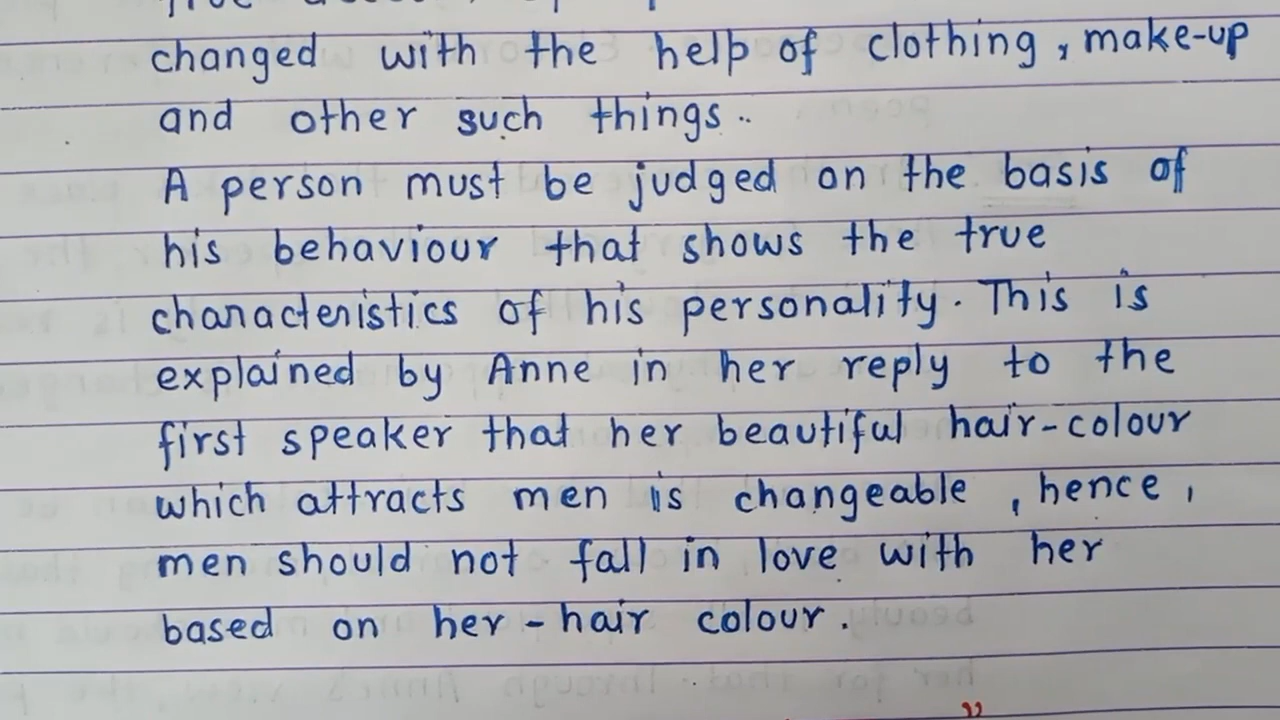 changed with the help of clothing, make-up
and other such things..
A person must be judged on the basis of
his behaviour that shows the true
characteristics of his personality. This is
explained by Anne in her reply to the
first speaker that her beautiful hair-colour
which attracts men is changeable, hence,
men should not fall in love with her
based on her-hair colour.